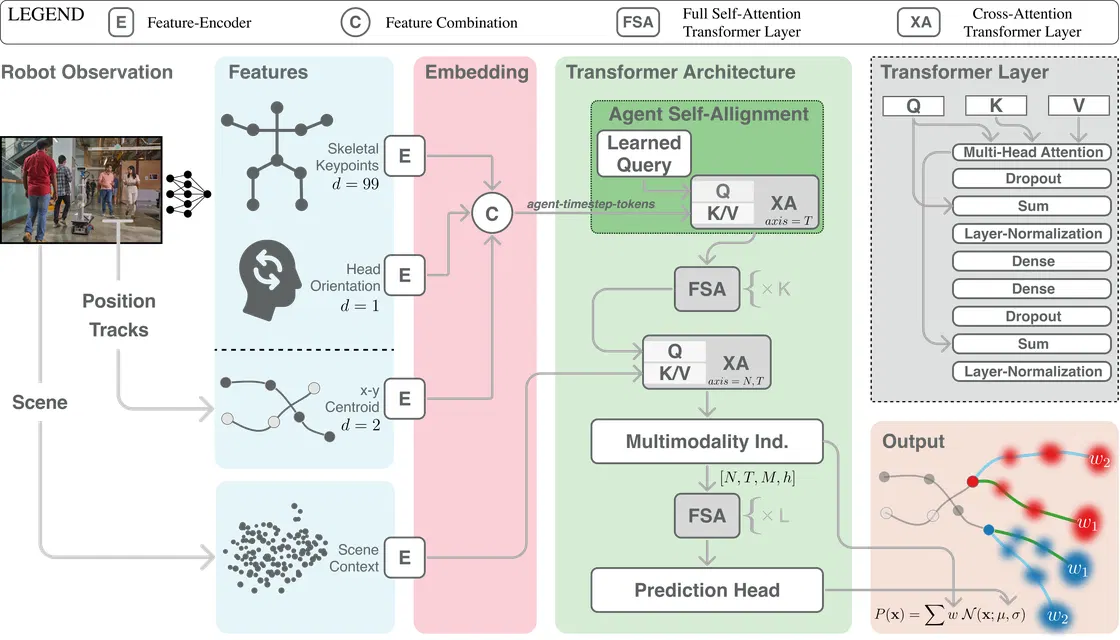 LEGEND
E
Feature-Encoder
C
Feature Combination
FSA
Full Self-Attention
Transformer Layer
XA
Cross-Attention
Transformer Layer
Robot Observation
Position
Tracks
Scene
Features
Skeletal
Keypoints
d = 99
Head
Orientation
d = 1
x-y
Centroid
d = 2
Scene
Context
Embedding
E
E
E
E
C
Transformer Architecture
Agent Self-Allignment
Learned
Query
agent-timestep-tokens
Q
K/V
XA
axis = T
FSA
{ × K
Q
K/V
XA
axis = N, T
Multimodality Ind.
[N, T, M, h]
FSA
{ × L
Prediction Head
Transformer Layer
Q
K
V
Multi-Head Attention
Dropout
Sum
Layer-Normalization
Dense
Dense
Dropout
Sum
Layer-Normalization
Output
w₂
w₁
w₁
w₂
P(x) = ∑ w N(x; μ, σ)